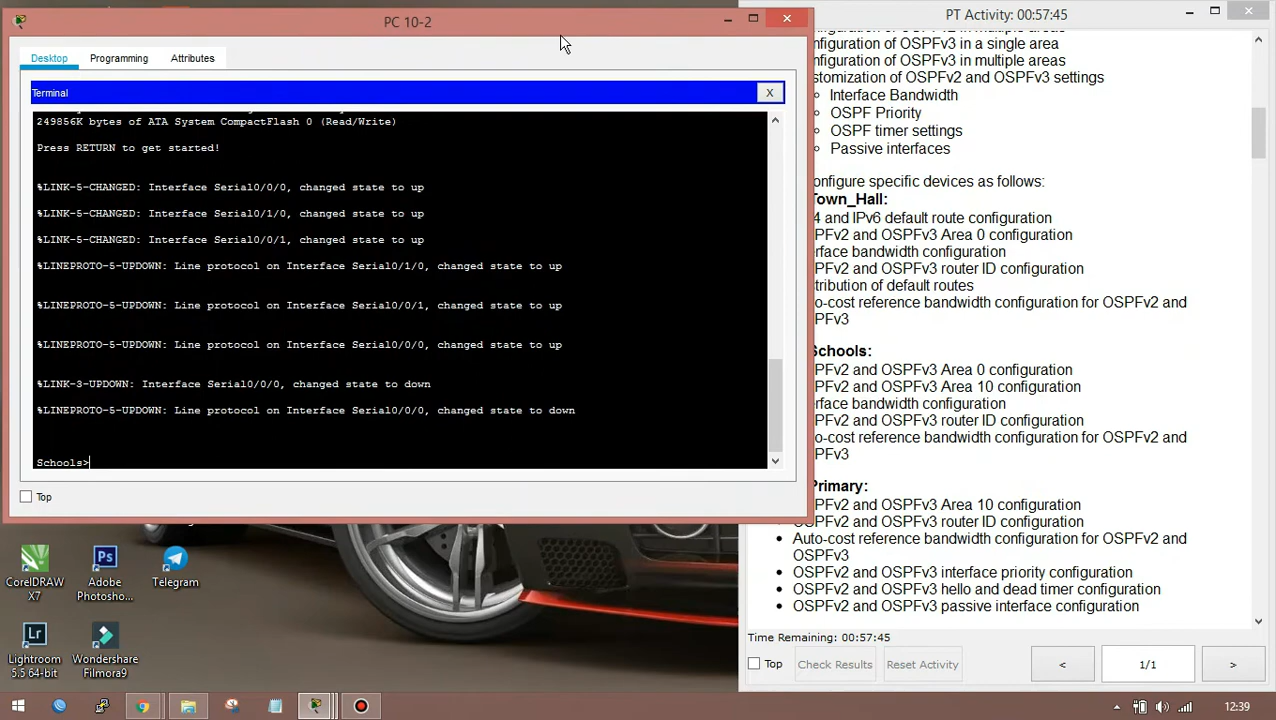 PC 10-2
Desktop
Programming
Attributes
Terminal
X
249856K bytes of ATA System CompactFlash 0 (Read/Write)
Press RETURN to get started!
%LINK-5-CHANGED: Interface Serial0/0/0, changed state to up
%LINK-5-CHANGED: Interface Serial0/1/0, changed state to up
%LINK-5-CHANGED: Interface Serial0/0/1, changed state to up
%LINEPROTO-5-UPDOWN: Line protocol on Interface Serial0/1/0, changed state to up
%LINEPROTO-5-UPDOWN: Line protocol on Interface Serial0/0/1, changed state to up
%LINEPROTO-5-UPDOWN: Line protocol on Interface Serial0/0/0, changed state to up
%LINK-3-UPDOWN: Interface Serial0/0/0, changed state to down
%LINEPROTO-5-UPDOWN: Line protocol on Interface Serial0/0/0, changed state to down
Schools>
Top
PT Activity: 00:57:45
nfiguration of OSPFv3 in a single area
nfiguration of OSPFv3 in multiple areas
stomization of OSPFv2 and OSPFv3 settings
Interface Bandwidth
OSPF Priority
OSPF timer settings
Passive interfaces
onfigure specific devices as follows:
Town_Hall:
4 and IPv6 default route configuration
PFv2 and OSPFv3 Area 0 configuration
erface bandwidth configuration
PFv2 and OSPFv3 router ID configuration
tribution of default routes
to-cost reference bandwidth configuration for OSPFv2 and
SPFv3
Schools:
PFv2 and OSPFv3 Area 0 configuration
PFv2 and OSPFv3 Area 10 configuration
erface bandwidth configuration
PFv2 and OSPFv3 router ID configuration
to-cost reference bandwidth configuration for OSPFv2 and
SPFv3
Primary:
PFv2 and OSPFv3 Area 10 configuration
OSPFv2 and OSPFv3 router ID configuration
Auto-cost reference bandwidth configuration for OSPFv2 and
OSPFv3
OSPFv2 and OSPFv3 interface priority configuration
OSPFv2 and OSPFv3 hello and dead timer configuration
OSPFv2 and OSPFv3 passive interface configuration
Time Remaining: 00:57:45
Top
Check Results
Reset Activity
<
1/1
>
CorelDRAW
X7
Adobe
Photosho...
Telegram
Lightroom
5.5 64-bit
Wondershare
Filmora9
12:39